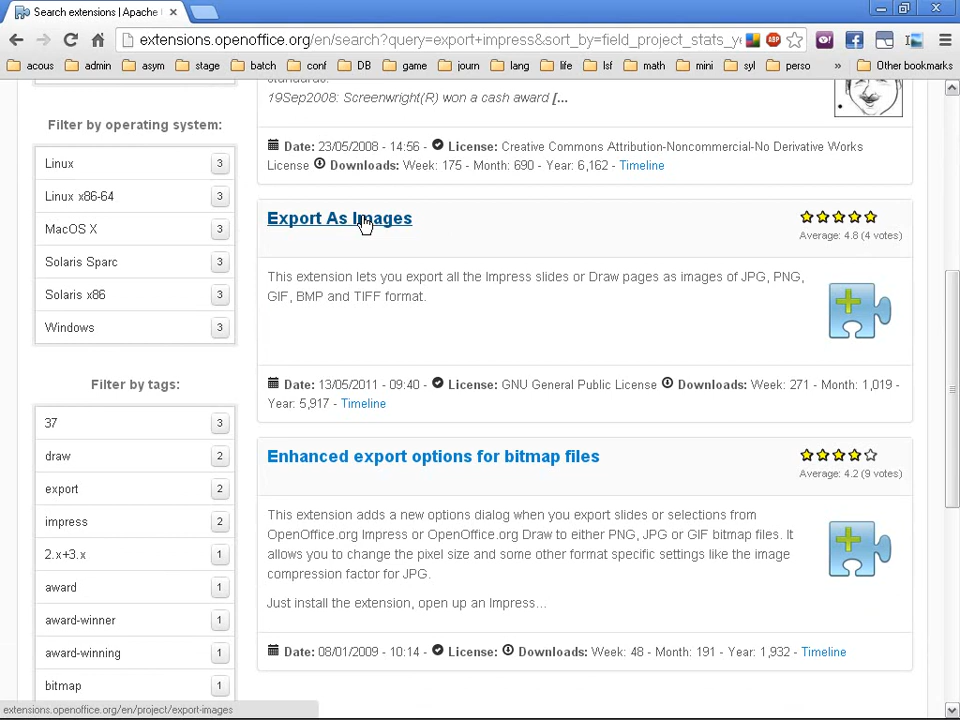 Search extensions | Apache
extensions.openoffice.org/en/search?query=export+impress&sort_by=field_project_stats_ye
ABP
acous admin asym stage batch conf DB game journ lang life lsf math mini syl perso » Other bookmarks
standards.
19Sep2008: Screenwright(R) won a cash award [...
Date: 23/05/2008 - 14:56 - License: Creative Commons Attribution-Noncommercial-No Derivative Works
License Downloads: Week: 175 - Month: 690 - Year: 6,162 - Timeline
Filter by operating system:
Linux 3
Linux x86-64 3
MacOS X 3
Solaris Sparc 3
Solaris x86 3
Windows 3
Filter by tags:
37 3
draw 2
export 2
impress 2
2.x+3.x 1
award 1
award-winner 1
award-winning 1
bitmap 1
Export As Images
Average: 4.8 (4 votes)
This extension lets you export all the Impress slides or Draw pages as images of JPG, PNG,
GIF, BMP and TIFF format.
Date: 13/05/2011 - 09:40 - License: GNU General Public License Downloads: Week: 271 - Month: 1,019 -
Year: 5,917 - Timeline
Enhanced export options for bitmap files
Average: 4.2 (9 votes)
This extension adds a new options dialog when you export slides or selections from
OpenOffice.org Impress or OpenOffice.org Draw to either PNG, JPG or GIF bitmap files. It
allows you to change the pixel size and some other format specific settings like the image
compression factor for JPG.
Just install the extension, open up an Impress...
Date: 08/01/2009 - 10:14 - License: Downloads: Week: 48 - Month: 191 - Year: 1,932 - Timeline
extensions.openoffice.org/en/project/export-images